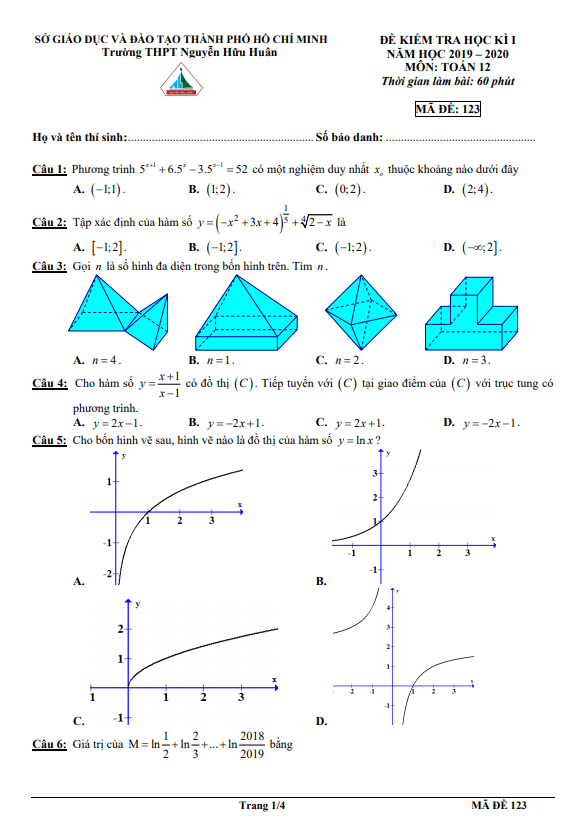 SỞ GIÁO DỤC VÀ ĐÀO TẠO THÀNH PHỐ HỒ CHÍ MINH
Trường THPT Nguyễn Hữu Huân
ĐỀ KIỂM TRA HỌC KÌ I
NĂM HỌC 2019 – 2020
MÔN: TOÁN 12
Thời gian làm bài: 60 phút
MÃ ĐỀ: 123
Họ và tên thí sinh:.......................................................... Số báo danh: ................................................
Câu 1: Phương trình 5^{x+1} + 6.5^x − 3.5^{x−1} = 52 có một nghiệm duy nhất x_o thuộc khoảng nào dưới đây
A. (−1;1). B. (1;2). C. (0;2). D. (2;4).
Câu 2: Tập xác định của hàm số y = (−x² + 3x + 4)^{1/5} + ∜(2 − x) là
A. [−1;2]. B. (−1;2]. C. (−1;2). D. (−∞;2].
Câu 3: Gọi n là số hình đa diện trong bốn hình trên. Tìm n.
A. n = 4. B. n = 1. C. n = 2. D. n = 3.
Câu 4: Cho hàm số y = (x+1)/(x−1) có đồ thị (C). Tiếp tuyến với (C) tại giao điểm của (C) với trục tung có
phương trình.
A. y = 2x − 1. B. y = −2x + 1. C. y = 2x + 1. D. y = −2x − 1.
Câu 5: Cho bốn hình vẽ sau, hình vẽ nào là đồ thị của hàm số y = ln x ?
y
1
x
1 2 3
-1
-2
A.
y
3
2
1
x
-1 1 2 3
-1
B.
y
2
1
x
1 1 2 3
-1
C.
y
4
3
2
1
x
-2 -1 1 2 3
-1
D.
Câu 6: Giá trị của M = ln 1/2 + ln 2/3 + ... + ln 2018/2019 bằng
Trang 1/4
MÃ ĐỀ 123